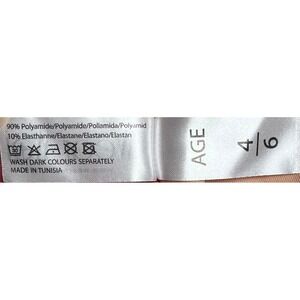 90% Polyamide/Polyamide/Poliamida/Polyamid
10% Elasthanne/Elastane/Elastano/Elastan
WASH DARK COLOURS SEPARATELY
MADE IN TUNISIA
AGE
4/6